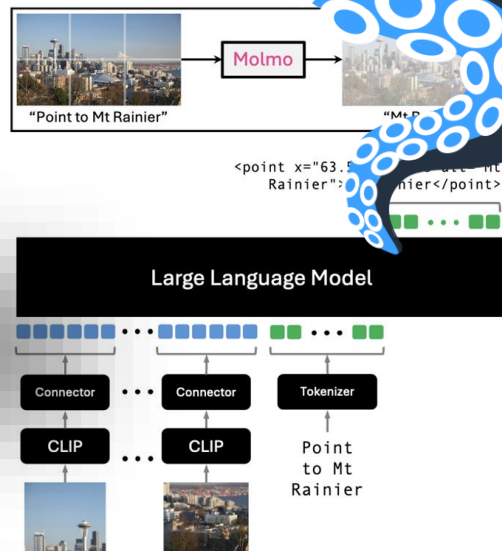 Molmo
“Point to Mt Rainier”
“Mt
<point x="63.5
Rainier"> nier</point>
Large Language Model
Connector
Connector
Tokenizer
CLIP
CLIP
Point
to Mt
Rainier